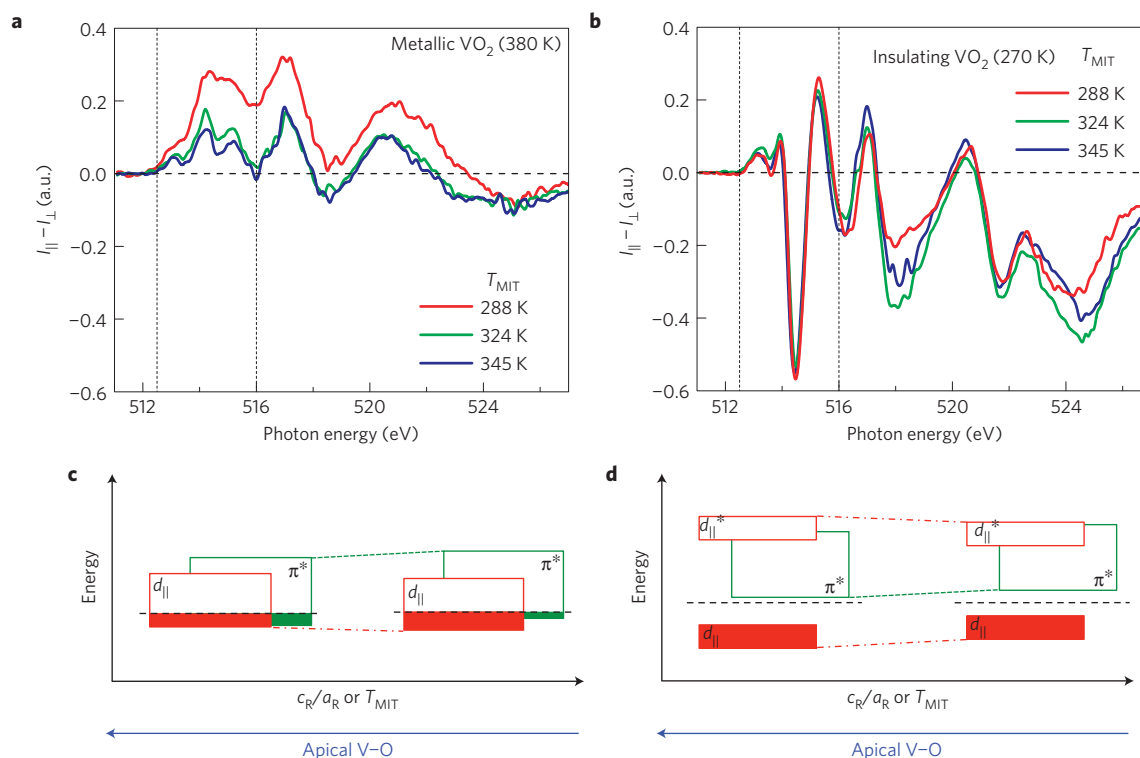 a
0.4
0.2
0.0
−0.2
−0.4
−0.6
I|| − I⊥ (a.u.)
Metallic VO2 (380 K)
TMIT
288 K
324 K
345 K
512
516
520
524
Photon energy (eV)
b
0.4
0.2
0.0
−0.2
−0.4
−0.6
I|| − I⊥ (a.u.)
Insulating VO2 (270 K)
TMIT
288 K
324 K
345 K
512
516
520
524
Photon energy (eV)
c
Energy
d||
π*
d||
π*
cR/aR or TMIT
Apical V–O
d
Energy
d||*
π*
d||
d||*
π*
d||
cR/aR or TMIT
Apical V–O